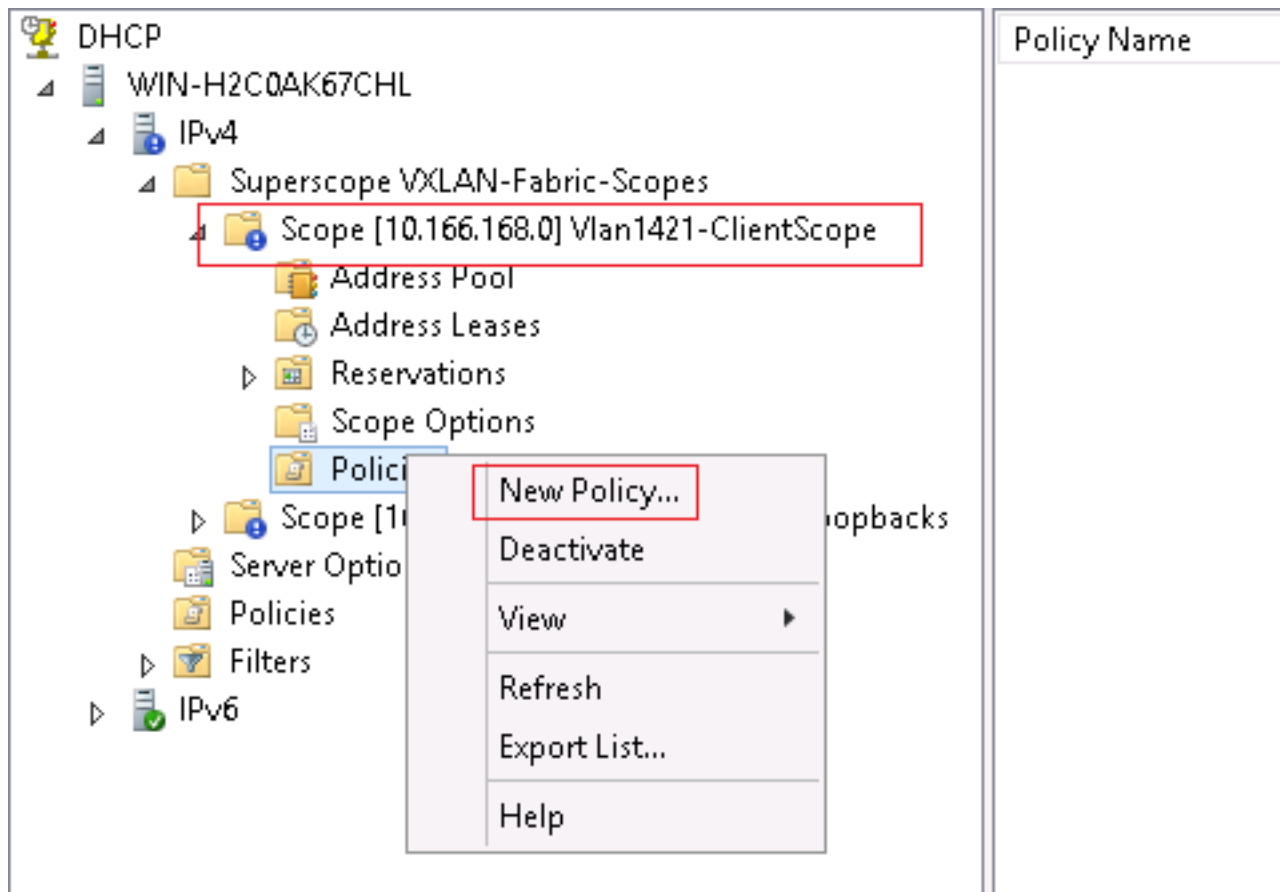 DHCP
WIN-H2C0AK67CHL
IPv4
Superscope VXLAN-Fabric-Scopes
Scope [10.166.168.0] Vlan1421-ClientScope
Address Pool
Address Leases
Reservations
Scope Options
Scope
Server
Policies
Filters
IPv6
New Policy...
Deactivate
View
Refresh
Export List...
Help
Policy Name